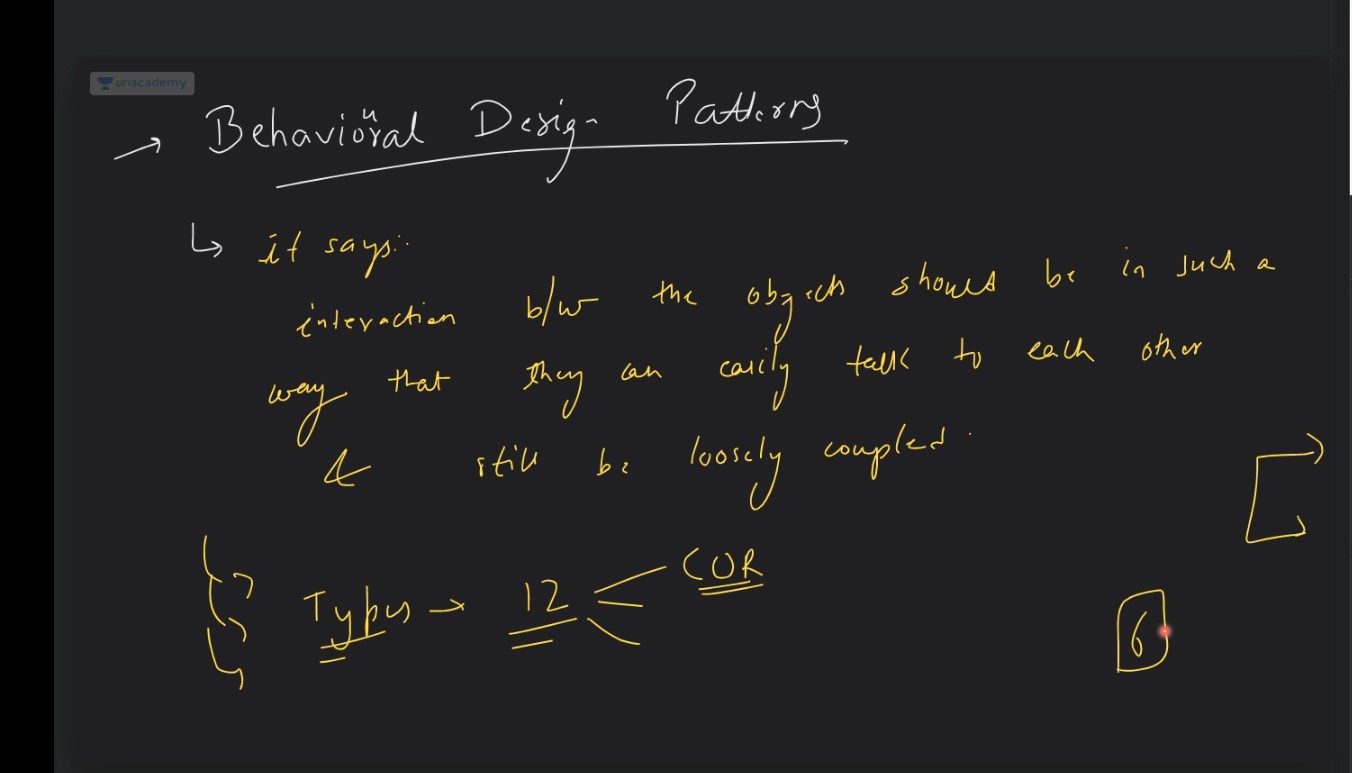 unacademy
→ Behavioural Design Patterns
↳ it says:
interaction b/w the objects should be in such a
way that they can easily talk to each other
& still be loosely coupled.
Types → 12 COR
6